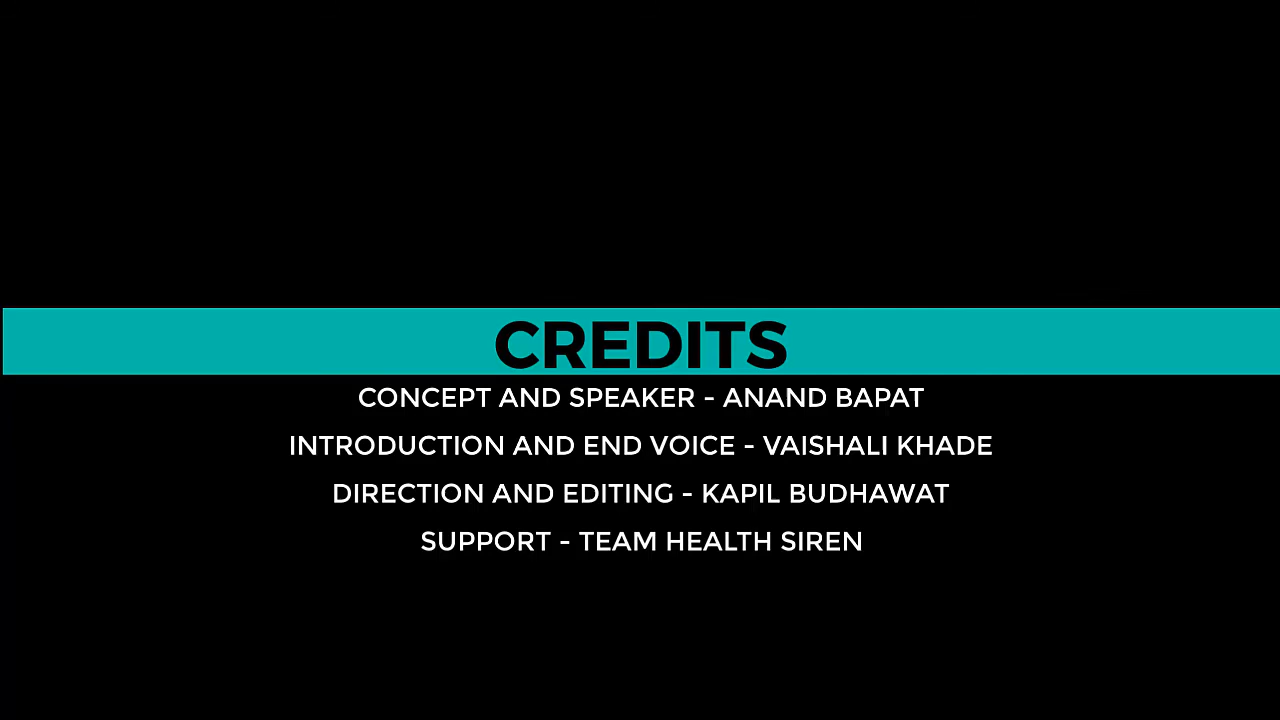 CREDITS
CONCEPT AND SPEAKER - ANAND BAPAT
INTRODUCTION AND END VOICE - VAISHALI KHADE
DIRECTION AND EDITING - KAPIL BUDHAWAT
SUPPORT - TEAM HEALTH SIREN